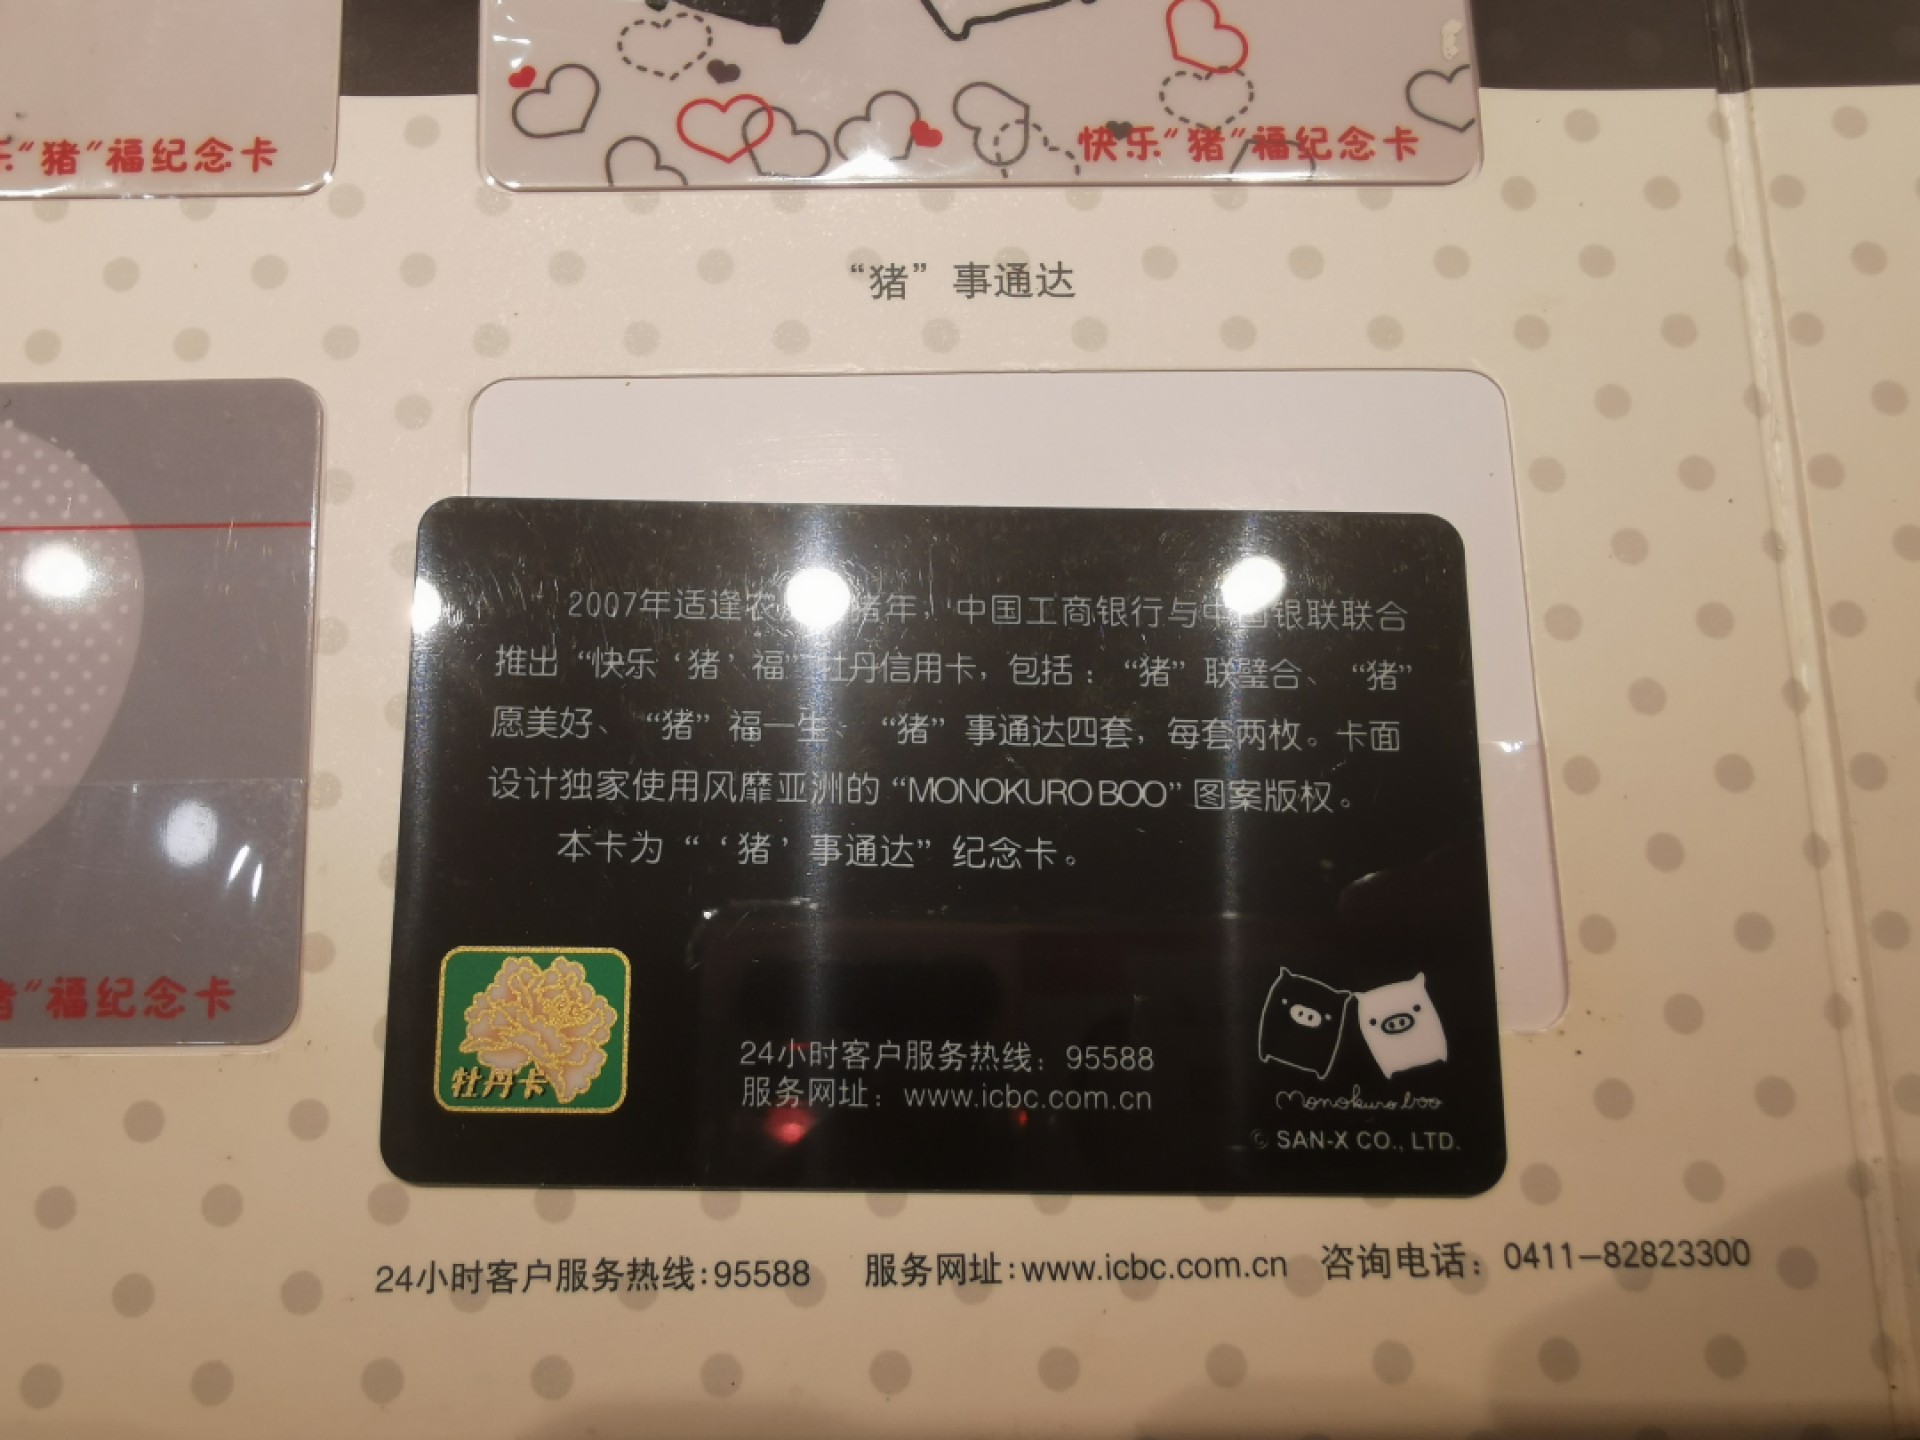 “猪”福纪念卡
快乐“猪”福纪念卡
“猪” 事通达
2007年适逢农 猪年，中国工商银行与中国银联联合
推出“快乐‘猪’福”牡丹信用卡，包括：“猪”联璧合、“猪”
愿美好、“猪”福一生、“猪”事通达四套，每套两枚。卡面
设计独家使用风靡亚洲的“MONOKURO BOO”图案版权。
本卡为“‘猪’事通达”纪念卡。
”福纪念卡
牡丹卡
24小时客户服务热线：95588
服务网址：www.icbc.com.cn
Monokuro boo
© SAN-X CO., LTD.
24小时客户服务热线:95588 服务网址:www.icbc.com.cn 咨询电话：0411-82823300